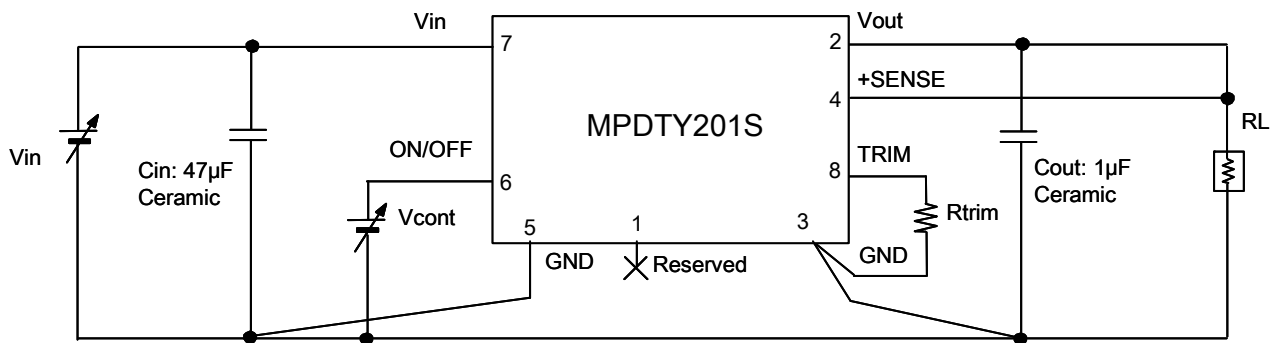 Vin
Vout
7
2
+SENSE
4
MPDTY201S
RL
Vin
ON/OFF
TRIM
Cin: 47µF
Ceramic
6
8
Cout: 1µF
Ceramic
Vcont
Rtrim
5
1
3
GND
Reserved
GND